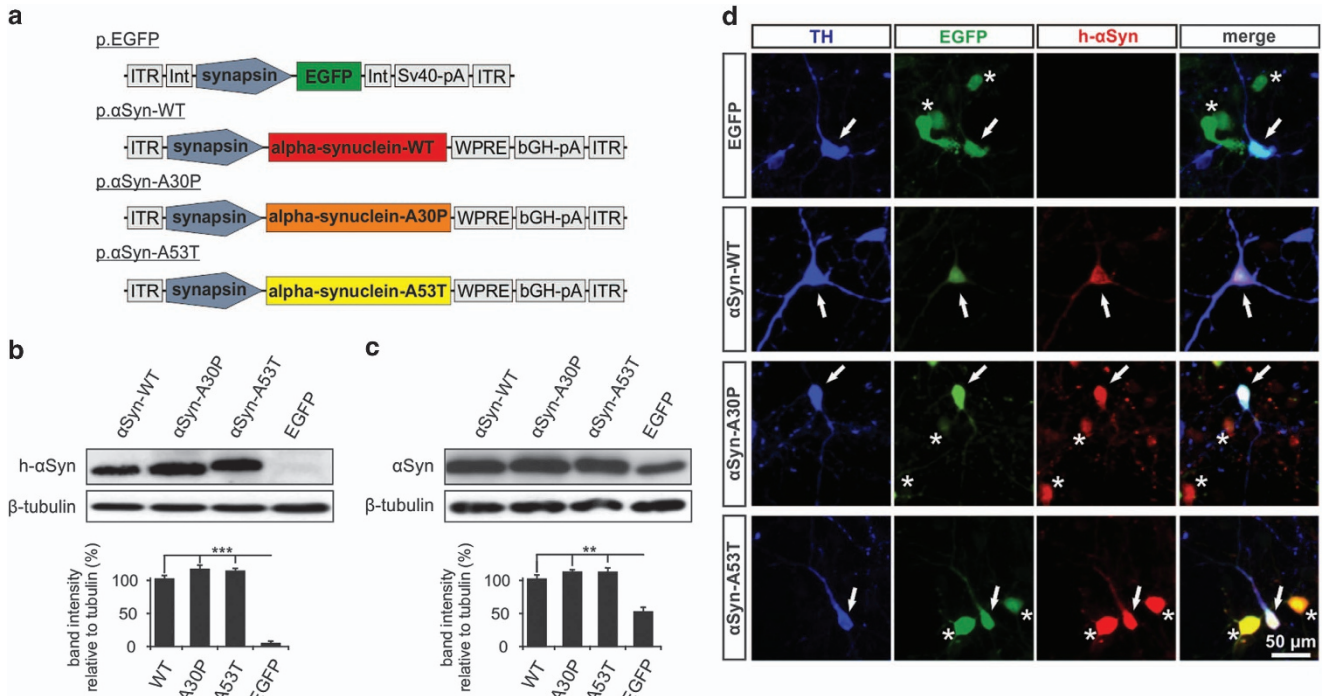 a
p.EGFP
ITR Int synapsin EGFP Int Sv40-pA ITR
p.αSyn-WT
ITR synapsin alpha-synuclein-WT WPRE bGH-pA ITR
p.αSyn-A30P
ITR synapsin alpha-synuclein-A30P WPRE bGH-pA ITR
p.αSyn-A53T
ITR synapsin alpha-synuclein-A53T WPRE bGH-pA ITR
b
αSyn-WT αSyn-A30P αSyn-A53T EGFP
h-αSyn
β-tubulin
band intensity
relative to tubulin (%)
100
50
0
***
WT A30P A53T EGFP
c
αSyn-WT αSyn-A30P αSyn-A53T EGFP
αSyn
β-tubulin
band intensity
relative to tubulin (%)
100
50
0
**
WT A30P A53T EGFP
d
TH EGFP h-αSyn merge
EGFP
* * * *
αSyn-WT
αSyn-A30P
* * * * * *
αSyn-A53T
* * * * * *
50 µm